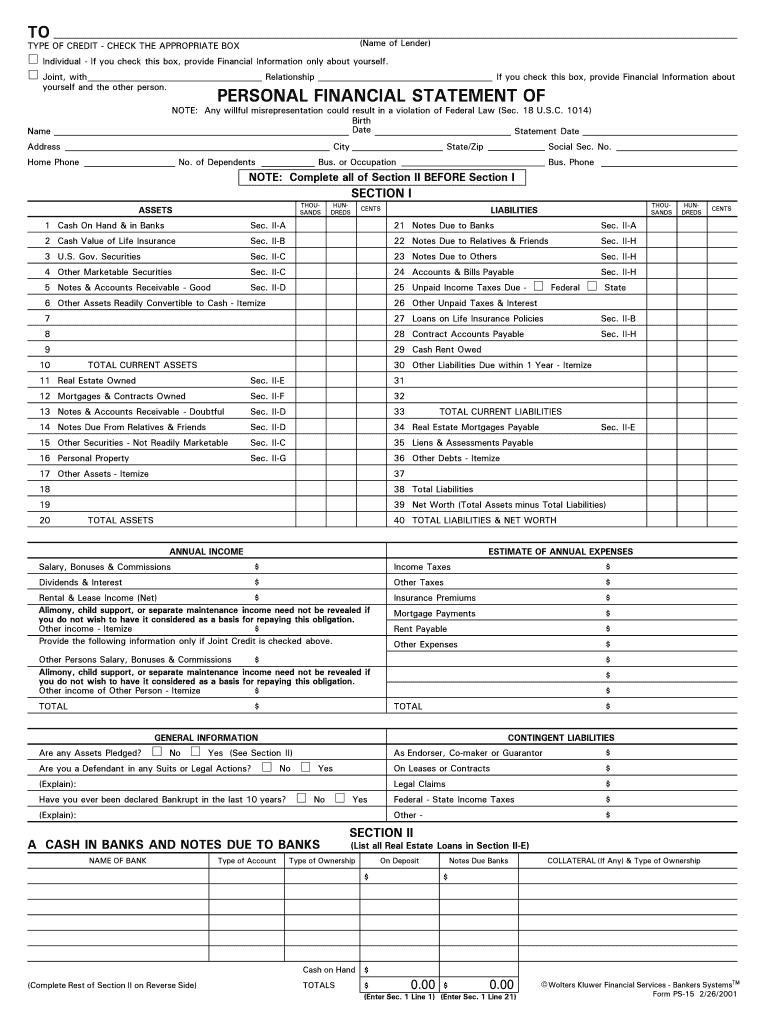 TO
(Name of Lender)
TYPE OF CREDIT - CHECK THE APPROPRIATE BOX
Individual - If you check this box, provide Financial Information only about yourself.
Joint, with Relationship If you check this box, provide Financial Information about
yourself and the other person.
PERSONAL FINANCIAL STATEMENT OF
NOTE: Any willful misrepresentation could result in a violation of Federal Law (Sec. 18 U.S.C. 1014)
Name Birth Date Statement Date
Address City State/Zip Social Sec. No.
Home Phone No. of Dependents Bus. or Occupation Bus. Phone
NOTE: Complete all of Section II BEFORE Section I
SECTION I
ASSETS THOU-SANDS HUN-DREDS CENTS LIABILITIES THOU-SANDS HUN-DREDS CENTS
1 Cash On Hand & in Banks Sec. II-A 21 Notes Due to Banks Sec. II-A
2 Cash Value of Life Insurance Sec. II-B 22 Notes Due to Relatives & Friends Sec. II-H
3 U.S. Gov. Securities Sec. II-C 23 Notes Due to Others Sec. II-H
4 Other Marketable Securities Sec. II-C 24 Accounts & Bills Payable Sec. II-H
5 Notes & Accounts Receivable - Good Sec. II-D 25 Unpaid Income Taxes Due - Federal State
6 Other Assets Readily Convertible to Cash - Itemize 26 Other Unpaid Taxes & Interest
7 27 Loans on Life Insurance Policies Sec. II-B
8 28 Contract Accounts Payable Sec. II-H
9 29 Cash Rent Owed
10 TOTAL CURRENT ASSETS 30 Other Liabilities Due within 1 Year - Itemize
11 Real Estate Owned Sec. II-E 31
12 Mortgages & Contracts Owned Sec. II-F 32
13 Notes & Accounts Receivable - Doubtful Sec. II-D 33 TOTAL CURRENT LIABILITIES
14 Notes Due From Relatives & Friends Sec. II-D 34 Real Estate Mortgages Payable Sec. II-E
15 Other Securities - Not Readily Marketable Sec. II-C 35 Liens & Assessments Payable
16 Personal Property Sec. II-G 36 Other Debts - Itemize
17 Other Assets - Itemize 37
18 38 Total Liabilities
19 39 Net Worth (Total Assets minus Total Liabilities)
20 TOTAL ASSETS 40 TOTAL LIABILITIES & NET WORTH
ANNUAL INCOME ESTIMATE OF ANNUAL EXPENSES
Salary, Bonuses & Commissions $ Income Taxes $
Dividends & Interest $ Other Taxes $
Rental & Lease Income (Net) $ Insurance Premiums $
Alimony, child support, or separate maintenance income need not be revealed if
you do not wish to have it considered as a basis for repaying this obligation. Mortgage Payments $
Other income - Itemize $ Rent Payable $
Provide the following information only if Joint Credit is checked above. Other Expenses $
Other Persons Salary, Bonuses & Commissions $ $
Alimony, child support, or separate maintenance income need not be revealed if
you do not wish to have it considered as a basis for repaying this obligation. $
Other income of Other Person - Itemize $ $
TOTAL $ TOTAL $
GENERAL INFORMATION CONTINGENT LIABILITIES
Are any Assets Pledged? No Yes (See Section II) As Endorser, Co-maker or Guarantor $
Are you a Defendant in any Suits or Legal Actions? No Yes On Leases or Contracts $
(Explain): Legal Claims $
Have you ever been declared Bankrupt in the last 10 years? No Yes Federal - State Income Taxes $
(Explain): Other - $
SECTION II
A CASH IN BANKS AND NOTES DUE TO BANKS (List all Real Estate Loans in Section II-E)
NAME OF BANK Type of Account Type of Ownership On Deposit Notes Due Banks COLLATERAL (If Any) & Type of Ownership
$ $
Cash on Hand $
(Complete Rest of Section II on Reverse Side) TOTALS $ 0.00 $ 0.00 ©Wolters Kluwer Financial Services - Bankers Systems™
(Enter Sec. 1 Line 1) (Enter Sec. 1 Line 21) Form PS-15 2/26/2001